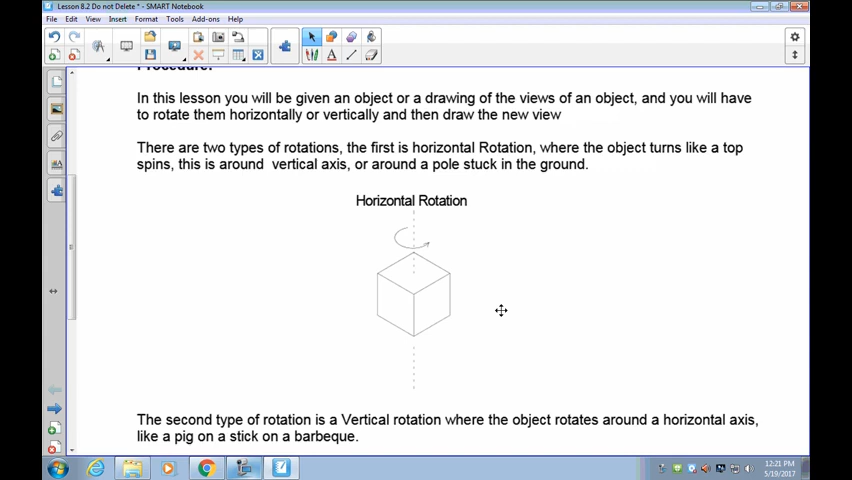 Lesson 8.2 Do not Delete * - SMART Notebook
File Edit View Insert Format Tools Add-ons Help
Procedure:
In this lesson you will be given an object or a drawing of the views of an object, and you will have
to rotate them horizontally or vertically and then draw the new view
There are two types of rotations, the first is horizontal Rotation, where the object turns like a top
spins, this is around vertical axis, or around a pole stuck in the ground.
Horizontal Rotation
The second type of rotation is a Vertical rotation where the object rotates around a horizontal axis,
like a pig on a stick on a barbeque.
12:21 PM
5/19/2017